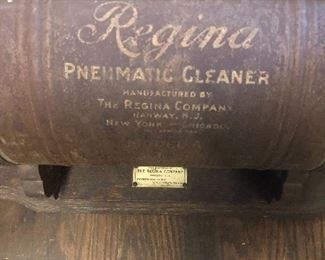 Regina
PNEUMATIC CLEANER
MANUFACTURED BY
THE REGINA COMPANY
RAHWAY, N.J.
NEW YORK — CHICAGO
THE REGINA COMPANY